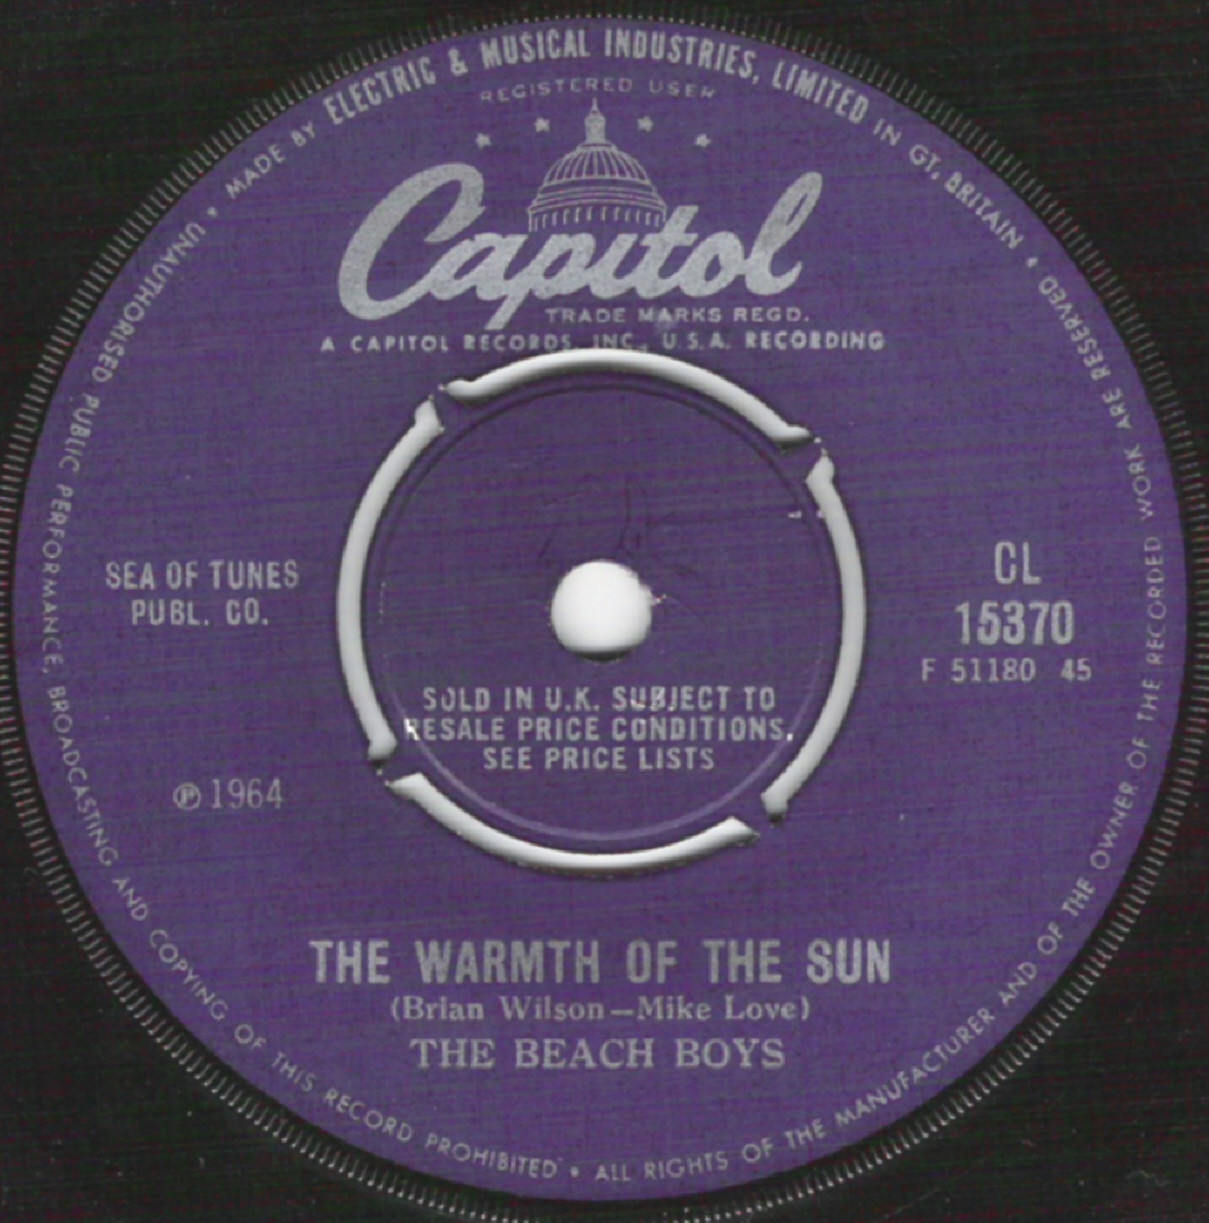 MADE BY ELECTRIC & MUSICAL INDUSTRIES, LIMITED IN GT. BRITAIN • ALL RIGHTS OF THE MANUFACTURER AND OF THE OWNER OF THE RECORDED WORK ARE RESERVED • UNAUTHORISED PUBLIC PERFORMANCE, BROADCASTING AND COPYING OF THIS RECORD PROHIBITED •
REGISTERED USER
Capitol
TRADE MARKS REGD.
A CAPITOL RECORDS, INC., U.S.A. RECORDING
SEA OF TUNES
PUBL. CO.
CL
15370
F 51180 45
SOLD IN U.K. SUBJECT TO
RESALE PRICE CONDITIONS,
SEE PRICE LISTS
℗ 1964
THE WARMTH OF THE SUN
(Brian Wilson—Mike Love)
THE BEACH BOYS